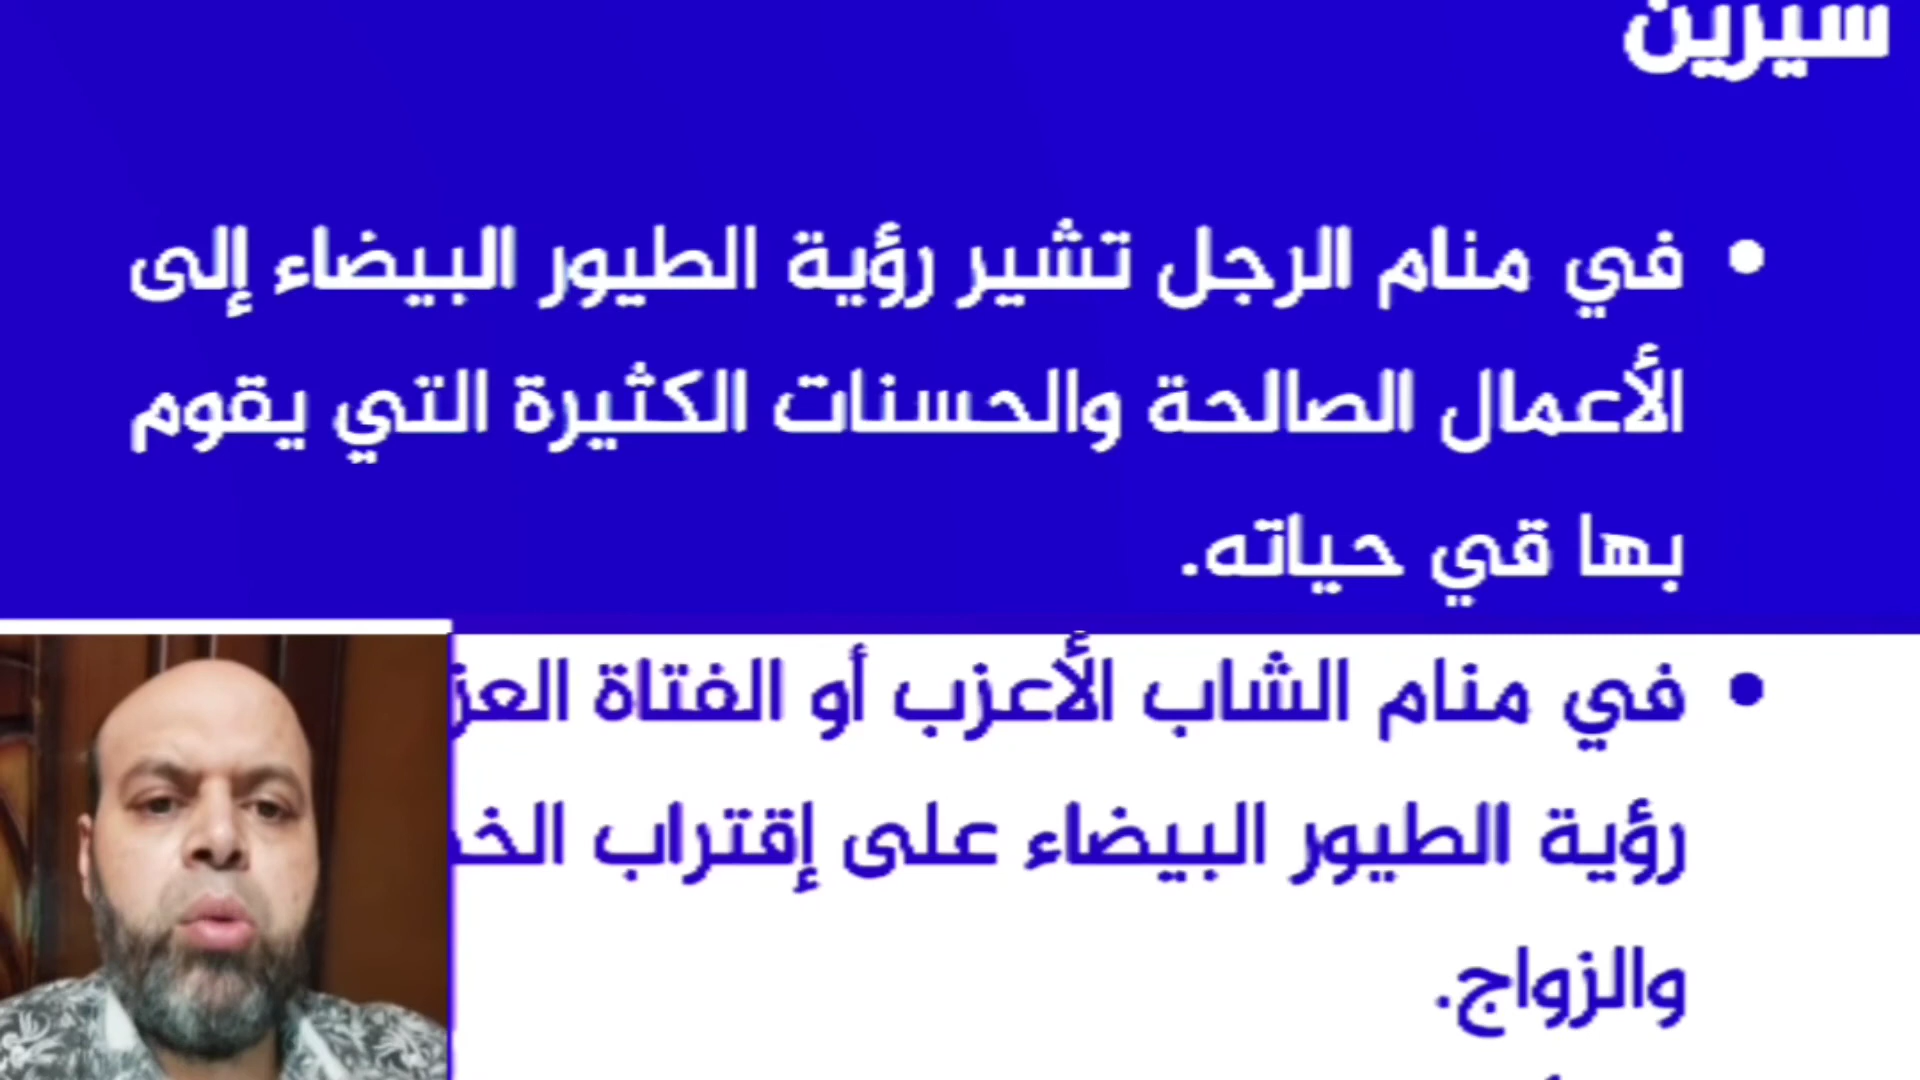 سيرين
• في منام الرجل تشير رؤية الطيور البيضاء إلى
الأعمال الصالحة والحسنات الكثيرة التي يقوم
بها قي حياته.
• في منام الشاب الأعزب أو الفتاة
رؤية الطيور البيضاء على إقتراب
والزواج.